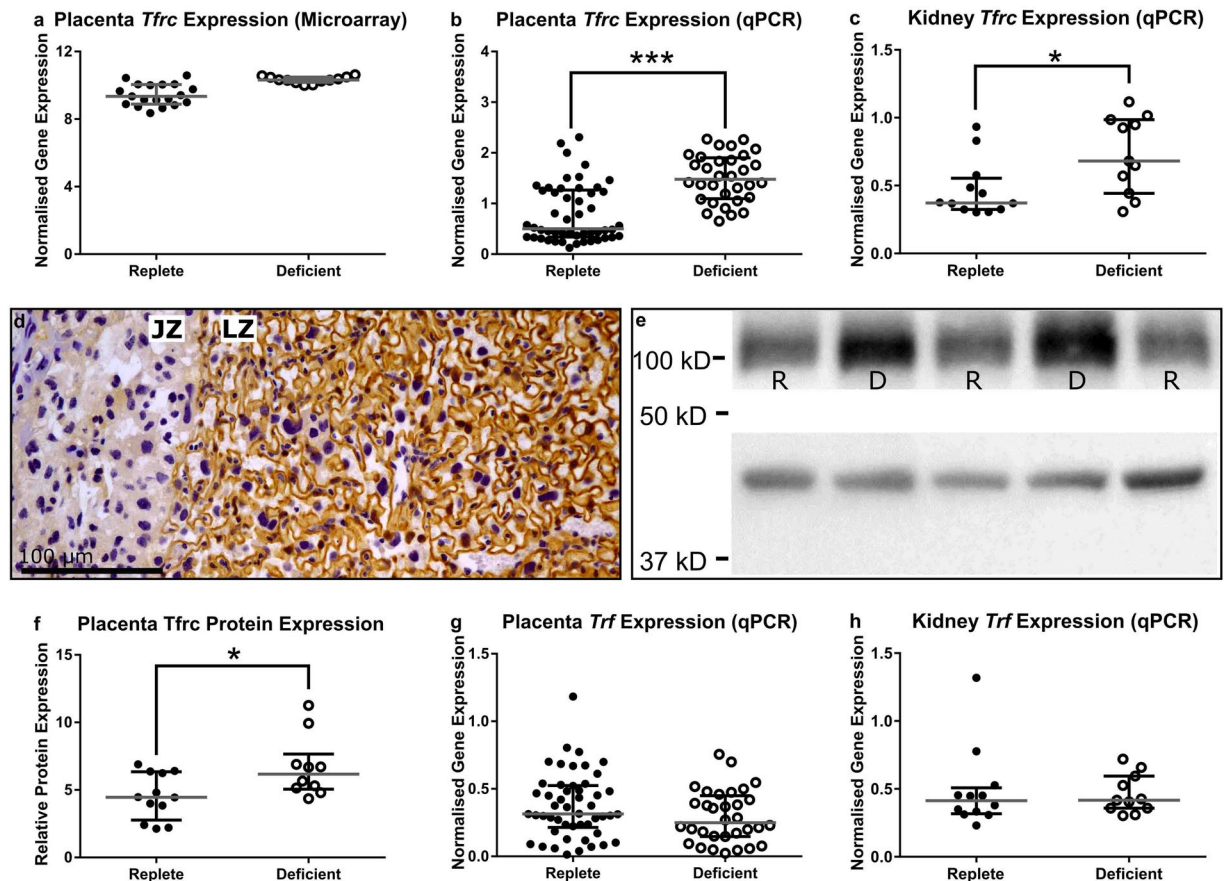 a Placenta Tfrc Expression (Microarray)
Normalised Gene Expression
12
8
4
0
Replete Deficient
b Placenta Tfrc Expression (qPCR)
Normalised Gene Expression
4
3
2
1
0
***
Replete Deficient
c Kidney Tfrc Expression (qPCR)
Normalised Gene Expression
1.5
1.0
0.5
0.0
*
Replete Deficient
d
JZ LZ
100 µm
e
100 kD
R D R D R
50 kD
37 kD
f Placenta Tfrc Protein Expression
Relative Protein Expression
15
10
5
0
*
Replete Deficient
g Placenta Trf Expression (qPCR)
Normalised Gene Expression
1.5
1.0
0.5
0.0
Replete Deficient
h Kidney Trf Expression (qPCR)
Normalised Gene Expression
1.5
1.0
0.5
0.0
Replete Deficient